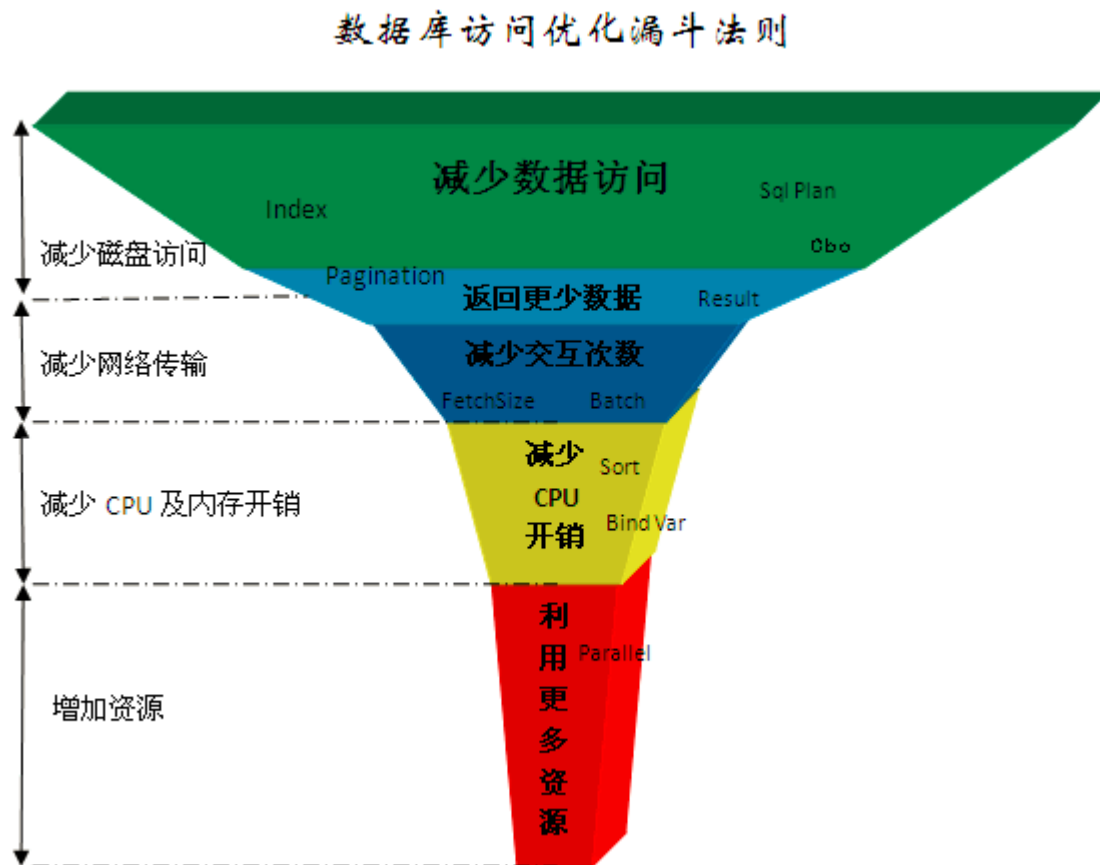 数据库访问优化漏斗法则
减少数据访问
Sql Plan
Index
Cbo
减少磁盘访问
Pagination
返回更少数据
Result
减少网络传输
减少交互次数
FetchSize
Batch
减少
CPU
开销
Sort
Bind Var
减少 CPU 及内存开销
利
用
更
多
资
源
Parallel
增加资源